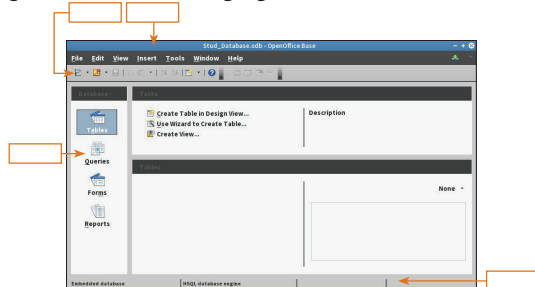 Stud_Database.odb - OpenOffice Base
File Edit View Insert Tools Window Help
Database
Tasks
Tables
Queries
Forms
Reports
Create Table in Design View...
Use Wizard to Create Table...
Create View...
Description
Tables
None
Embedded database
HSQL database engine